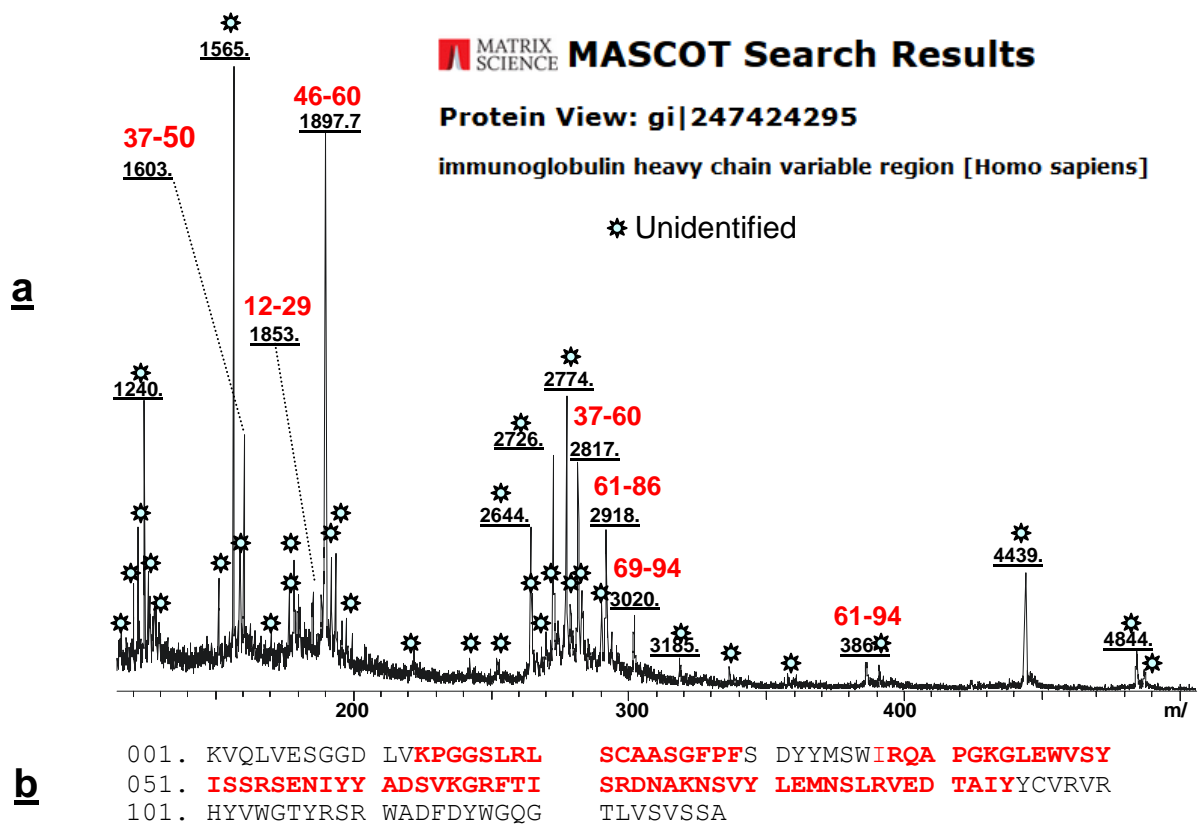 1565.
MATRIX SCIENCE MASCOT Search Results
46-60
1897.7
Protein View: gi|247424295
37-50
1603.
immunoglobulin heavy chain variable region [Homo sapiens]
Unidentified
a
12-29
1853.
1240.
2774.
37-60
2726.
2817.
61-86
2644.
2918.
69-94
3020.
4439.
61-94
3185.
386
4844.
200
300
400
m/
b
001. KVQLVESGGD LVKPGGSLRL SCAASGFPFS DYYMSWIRQA PGKGLEWVSY
051. ISSRSENIYY ADSVKGRFTI SRDNAKNSVY LEMNSLRVED TAIYYCVRVR
101. HYVWGTYRSR WADFDYWGQG TLVSVSSA